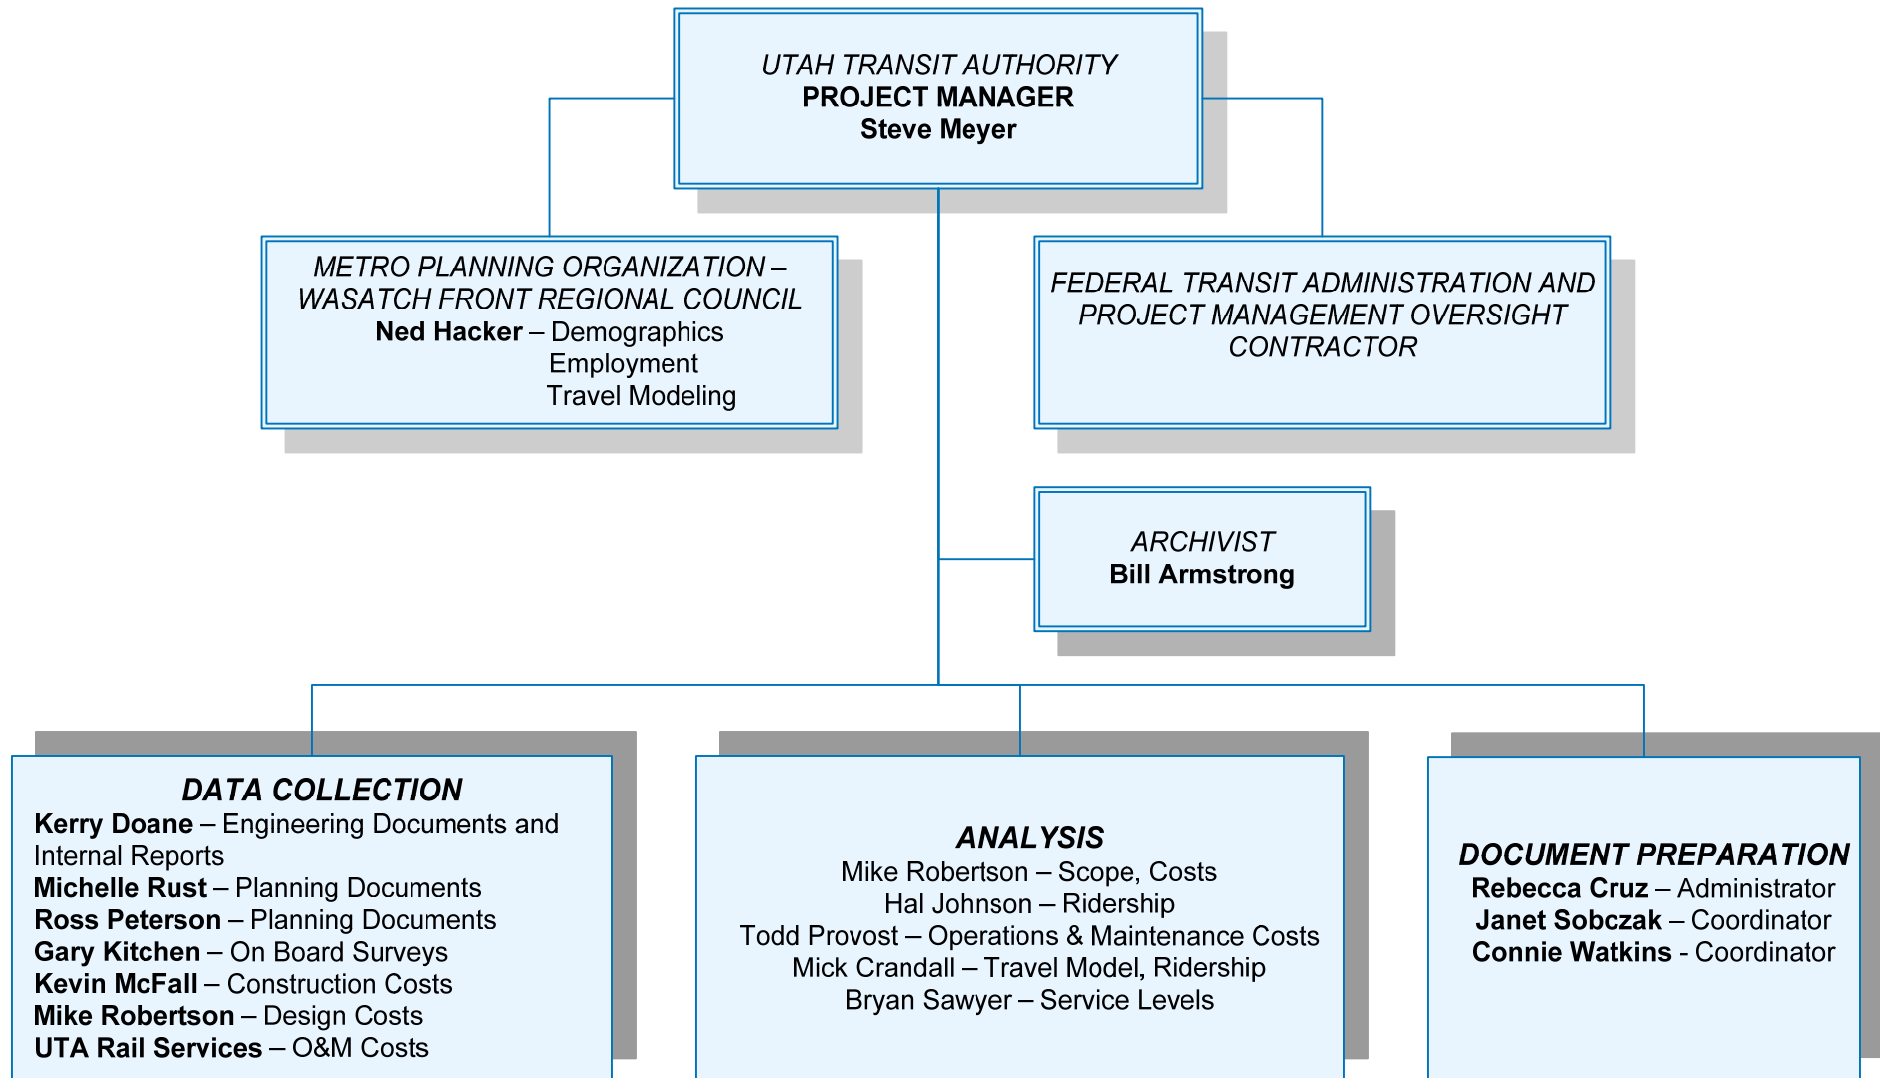 UTAH TRANSIT AUTHORITY
PROJECT MANAGER
Steve Meyer
METRO PLANNING ORGANIZATION –
WASATCH FRONT REGIONAL COUNCIL
Ned Hacker – Demographics
Employment
Travel Modeling
FEDERAL TRANSIT ADMINISTRATION AND
PROJECT MANAGEMENT OVERSIGHT
CONTRACTOR
ARCHIVIST
Bill Armstrong
DATA COLLECTION
Kerry Doane – Engineering Documents and
Internal Reports
Michelle Rust – Planning Documents
Ross Peterson – Planning Documents
Gary Kitchen – On Board Surveys
Kevin McFall – Construction Costs
Mike Robertson – Design Costs
UTA Rail Services – O&M Costs
ANALYSIS
Mike Robertson – Scope, Costs
Hal Johnson – Ridership
Todd Provost – Operations & Maintenance Costs
Mick Crandall – Travel Model, Ridership
Bryan Sawyer – Service Levels
DOCUMENT PREPARATION
Rebecca Cruz – Administrator
Janet Sobczak – Coordinator
Connie Watkins - Coordinator